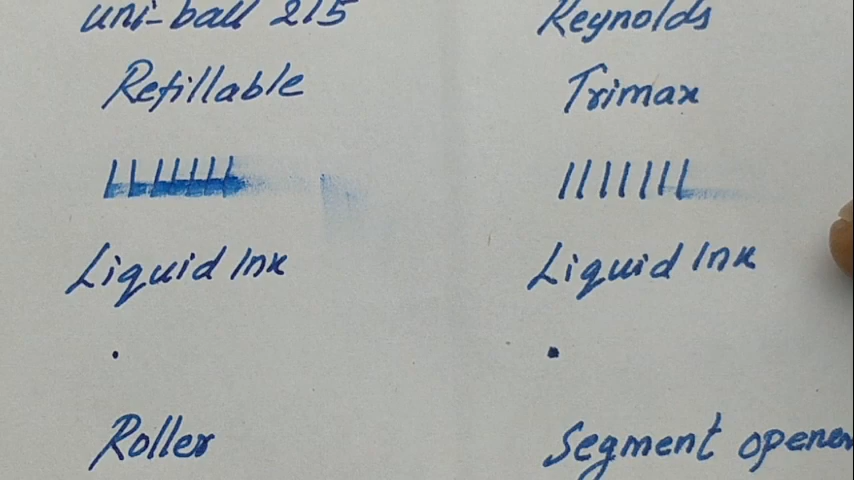 uni-ball 215
Refillable
Liquid Ink
Roller
Reynolds
Trimax
Liquid Ink
Segment opener